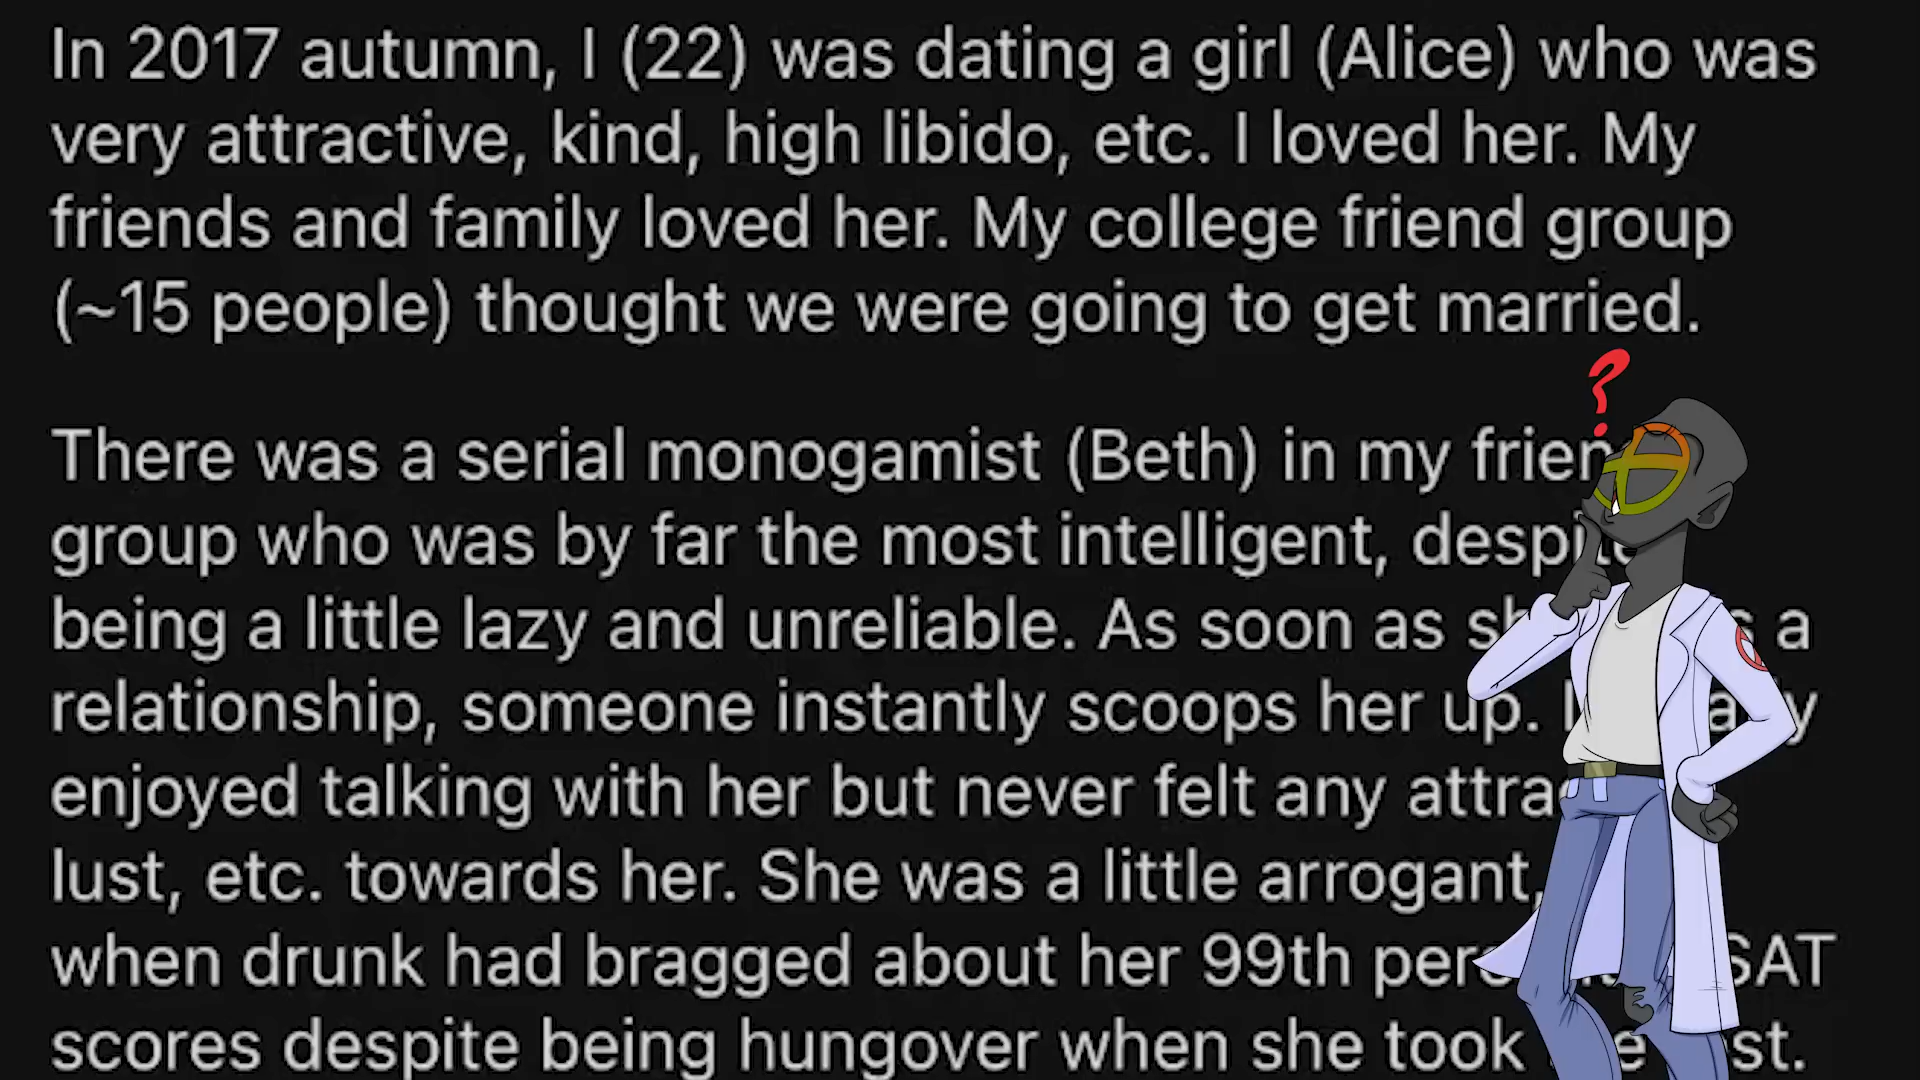 In 2017 autumn, I (22) was dating a girl (Alice) who was
very attractive, kind, high libido, etc. I loved her. My
friends and family loved her. My college friend group
(~15 people) thought we were going to get married.
?
There was a serial monogamist (Beth) in my
group who was by far the most intelligent, despite
being a little lazy and unreliable. As soon as a
relationship, someone instantly scoops her up.
enjoyed talking with her but never felt any
lust, etc. towards her. She was a little arrogant,
when drunk had bragged about her 99th SAT
scores despite being hungover when she took